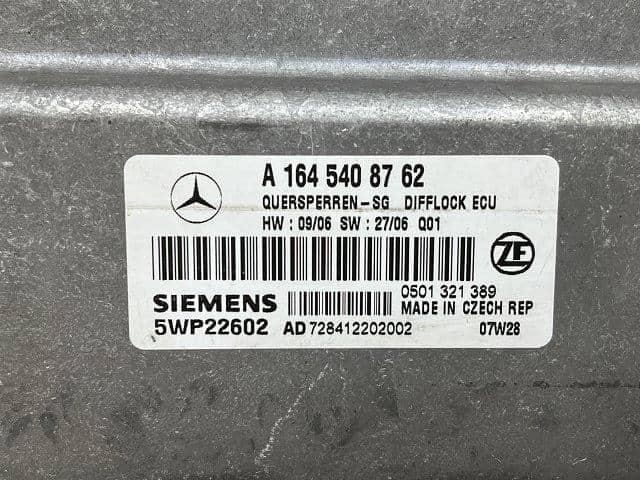 A 164 540 87 62
QUERSPERREN-SG DIFFLOCK ECU
HW : 09/06 SW : 27/06 Q01
ZF
0501 321 389
SIEMENS
MADE IN CZECH REP
5WP22602 AD 728412202002 07W28